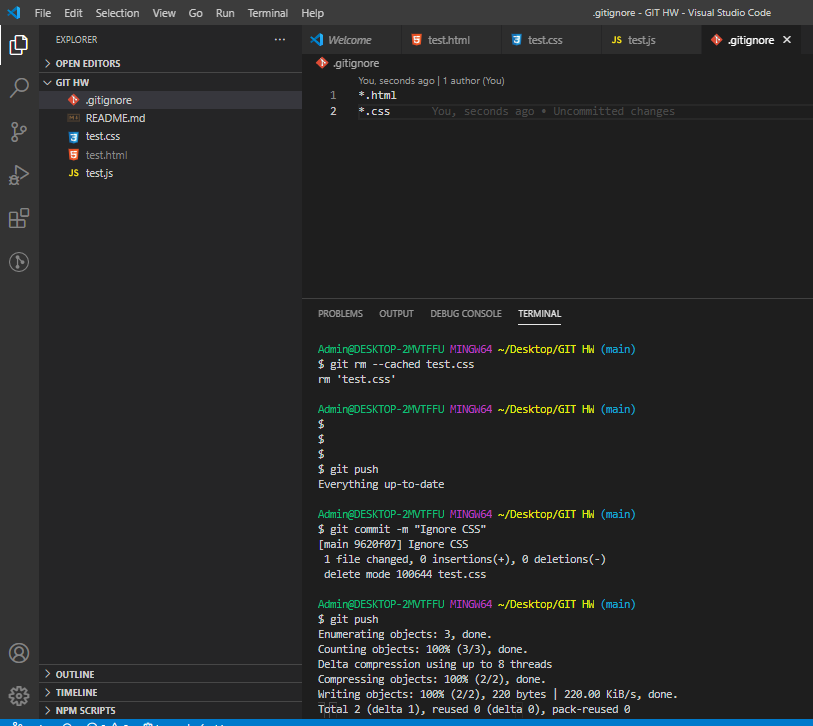 File Edit Selection View Go Run Terminal Help .gitignore - GIT HW - Visual Studio Code
EXPLORER ...
OPEN EDITORS
GIT HW
.gitignore
README.md
test.css
test.html
test.js
OUTLINE
TIMELINE
NPM SCRIPTS
Welcome test.html test.css JS test.js .gitignore
.gitignore
You, seconds ago | 1 author (You)
1 *.html
2 *.css You, seconds ago • Uncommitted changes
PROBLEMS OUTPUT DEBUG CONSOLE TERMINAL
Admin@DESKTOP-2MVTFFU MINGW64 ~/Desktop/GIT HW (main)
$ git rm --cached test.css
rm 'test.css'
Admin@DESKTOP-2MVTFFU MINGW64 ~/Desktop/GIT HW (main)
$
$
$
$ git push
Everything up-to-date
Admin@DESKTOP-2MVTFFU MINGW64 ~/Desktop/GIT HW (main)
$ git commit -m "Ignore CSS"
[main 9620f07] Ignore CSS
1 file changed, 0 insertions(+), 0 deletions(-)
delete mode 100644 test.css
Admin@DESKTOP-2MVTFFU MINGW64 ~/Desktop/GIT HW (main)
$ git push
Enumerating objects: 3, done.
Counting objects: 100% (3/3), done.
Delta compression using up to 8 threads
Compressing objects: 100% (2/2), done.
Writing objects: 100% (2/2), 220 bytes | 220.00 KiB/s, done.
Total 2 (delta 1), reused 0 (delta 0), pack-reused 0